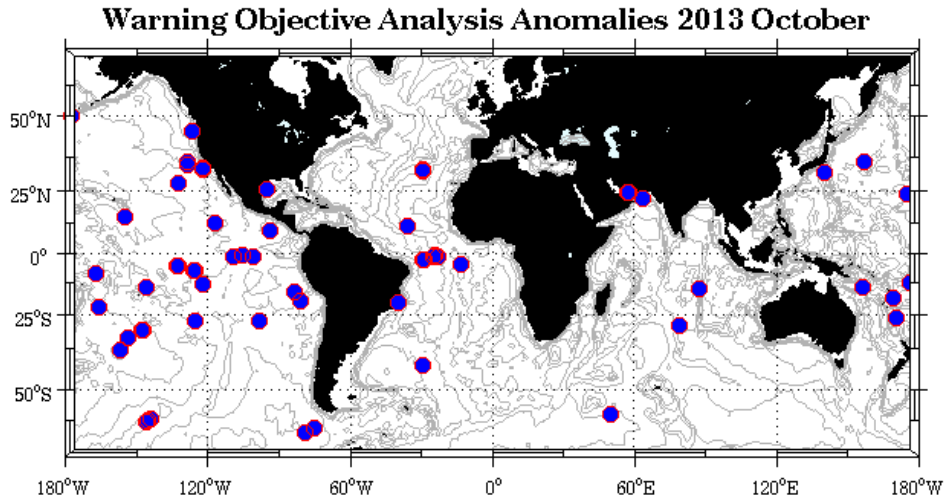 Warning Objective Analysis Anomalies 2013 October
50°N
25°N
0°
25°S
50°S
180°W 120°W 60°W 0° 60°E 120°E 180°W